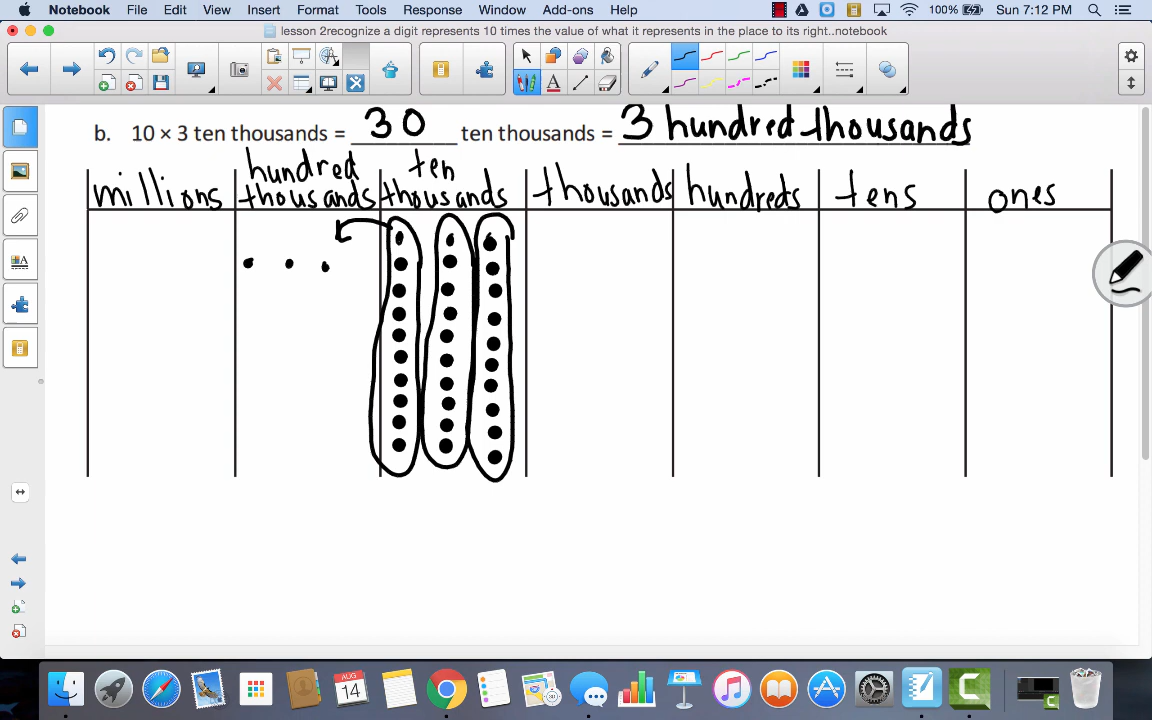 Notebook File Edit View Insert Format Tools Response Window Add-ons Help 100% Sun 7:12 PM
lesson 2recognize a digit represents 10 times the value of what it represents in the place to its right..notebook
b. 10 × 3 ten thousands = 30 ten thousands = 3 hundred thousands
millions hundred thousands ten thousands thousands hundreds tens ones
AUG
14